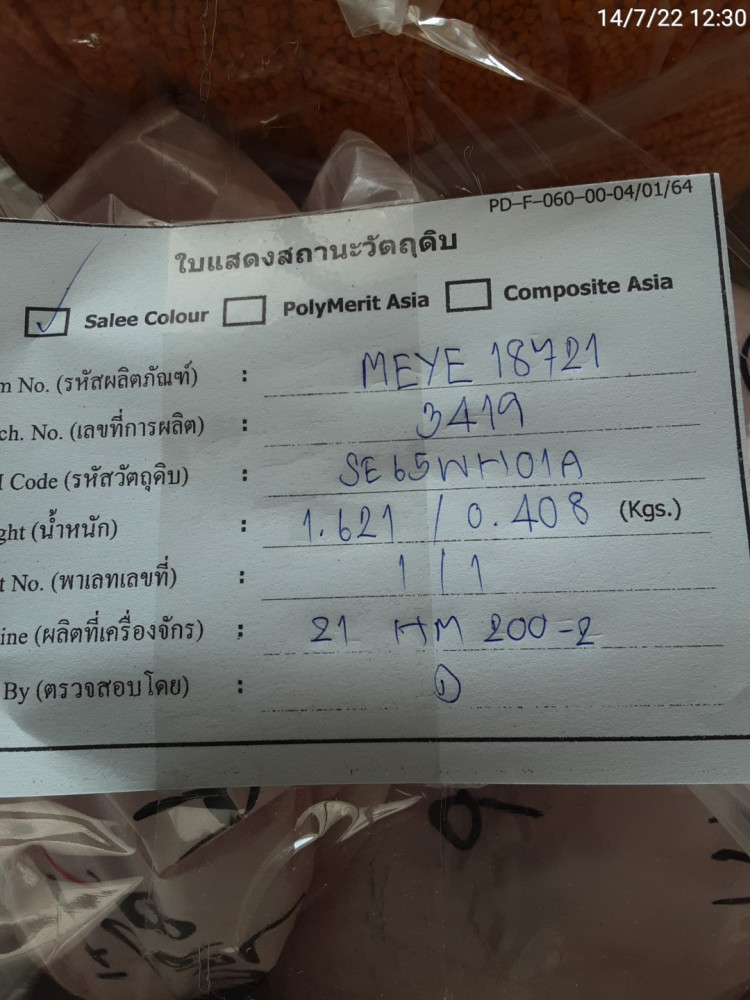 14/7/22 12:30
PD-F-060-00-04/01/64
ใบแสดงสถานะวัตถุดิบ
Salee Colour PolyMerit Asia Composite Asia
m No. (รหัสผลิตภัณฑ์) : MEYE 18721
ch. No. (เลขที่การผลิต) : 3419
Code (รหัสวัตถุดิบ) : SE65WH01A
ght (น้ำหนัก) : 1.621 / 0.408 (Kgs.)
t No. (พาเลทเลขที่) : 1 / 1
ine (ผลิตที่เครื่องจักร) : 21 HM 200-2
By (ตรวจสอบโดย) :